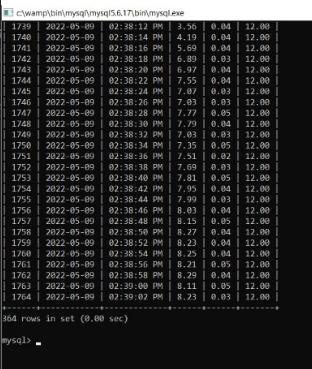 c:\wamp\bin\mysql\mysql5.6.17\bin\mysql.exe
| 1739 | 2022-05-09 | 02:38:12 PM | 3.56 | 0.04 | 12.00 |
| 1740 | 2022-05-09 | 02:38:14 PM | 4.19 | 0.04 | 12.00 |
| 1741 | 2022-05-09 | 02:38:16 PM | 5.69 | 0.04 | 12.00 |
| 1742 | 2022-05-09 | 02:38:18 PM | 6.89 | 0.03 | 12.00 |
| 1743 | 2022-05-09 | 02:38:20 PM | 6.97 | 0.04 | 12.00 |
| 1744 | 2022-05-09 | 02:38:22 PM | 7.55 | 0.04 | 12.00 |
| 1745 | 2022-05-09 | 02:38:24 PM | 7.07 | 0.03 | 12.00 |
| 1746 | 2022-05-09 | 02:38:26 PM | 7.03 | 0.03 | 12.00 |
| 1747 | 2022-05-09 | 02:38:28 PM | 7.77 | 0.05 | 12.00 |
| 1748 | 2022-05-09 | 02:38:30 PM | 7.79 | 0.04 | 12.00 |
| 1749 | 2022-05-09 | 02:38:32 PM | 7.03 | 0.03 | 12.00 |
| 1750 | 2022-05-09 | 02:38:34 PM | 7.35 | 0.05 | 12.00 |
| 1751 | 2022-05-09 | 02:38:36 PM | 7.51 | 0.02 | 12.00 |
| 1752 | 2022-05-09 | 02:38:38 PM | 7.69 | 0.03 | 12.00 |
| 1753 | 2022-05-09 | 02:38:40 PM | 7.81 | 0.05 | 12.00 |
| 1754 | 2022-05-09 | 02:38:42 PM | 7.95 | 0.04 | 12.00 |
| 1755 | 2022-05-09 | 02:38:44 PM | 7.99 | 0.03 | 12.00 |
| 1756 | 2022-05-09 | 02:38:46 PM | 8.03 | 0.04 | 12.00 |
| 1757 | 2022-05-09 | 02:38:48 PM | 8.15 | 0.05 | 12.00 |
| 1758 | 2022-05-09 | 02:38:50 PM | 8.27 | 0.04 | 12.00 |
| 1759 | 2022-05-09 | 02:38:52 PM | 8.23 | 0.04 | 12.00 |
| 1760 | 2022-05-09 | 02:38:54 PM | 8.25 | 0.04 | 12.00 |
| 1761 | 2022-05-09 | 02:38:56 PM | 8.21 | 0.05 | 12.00 |
| 1762 | 2022-05-09 | 02:38:58 PM | 8.29 | 0.04 | 12.00 |
| 1763 | 2022-05-09 | 02:39:00 PM | 8.11 | 0.05 | 12.00 |
| 1764 | 2022-05-09 | 02:39:02 PM | 8.23 | 0.03 | 12.00 |
364 rows in set (0.00 sec)
mysql> _